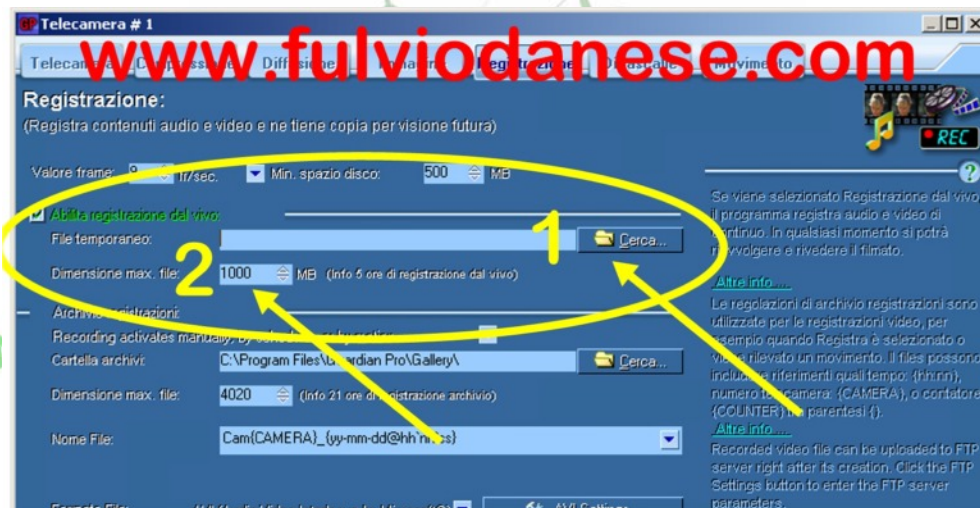 Telecamera # 1
www.fulviodanese.com
Telecamera Compressione Diffusione Immagine Registrazione Didascalie Movimento
Registrazione:
(Registra contenuti audio e video e ne tiene copia per visione futura)
REC
Valore frame: fr/sec. Min. spazio disco: 500 MB
Abilita registrazione dal vivo:
File temporaneo: 1 Cerca...
2
Dimensione max. file: 1000 MB (Info 5 ore di registrazione dal vivo)
Archivio registrazioni:
Recording activates manually, by
Cartella archivi: C:\Program Files\Guardian Pro\Gallery\ Cerca...
Dimensione max. file: 4020 (Info 21 ore di registrazione archivio)
Nome File: Cam{CAMERA}_{yy-mm-dd@hh
Formato File: AVI Settings
Se viene selezionato Registrazione dal vivo
il programma registra audio e video di
continuo. In qualsiasi momento si potrà
riavvolgere e rivedere il filmato.
Altre info....
Le regolazioni di archivio registrazioni sono
utilizzate per le registrazioni video, per
esempio quando Registra è selezionato o
viene rilevato un movimento. Il files possono
includere riferimenti quali tempo: {hh:nn},
numero telecamera: {CAMERA}, o contatore
{COUNTER} tra parentesi {}.
Altre info....
Recorded video file can be uploaded to FTP
server right after its creation. Click the FTP
Settings button to enter the FTP server
parameters.